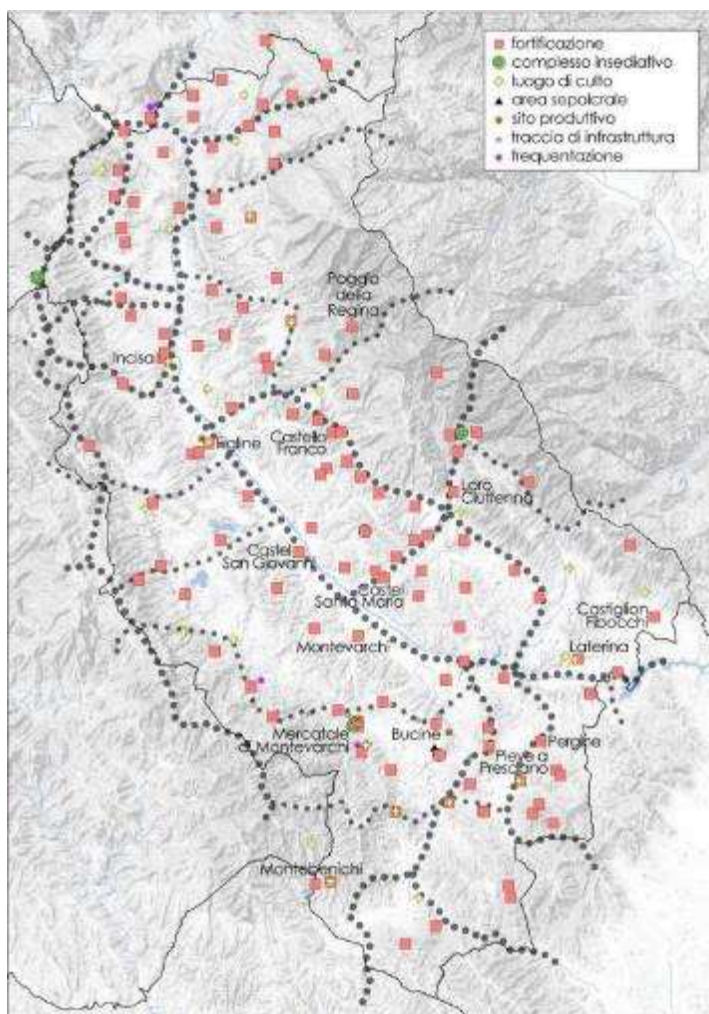 fortificazione
complesso insediativo
luogo di culto
area sepolcrale
sito produttivo
traccia di infrastruttura
frequentazione
Poggio
della
Regina
Incisa
Figline
Castello
Franco
Loro
Ciuffenna
Castel
San Giovanni
Castel
Santa Maria
Castiglion
Fibocchi
Laterina
Montevarchi
Mercatale
a Montevarchi
Bucine
Pergine
Pieve a
Presciano
Montebenichi